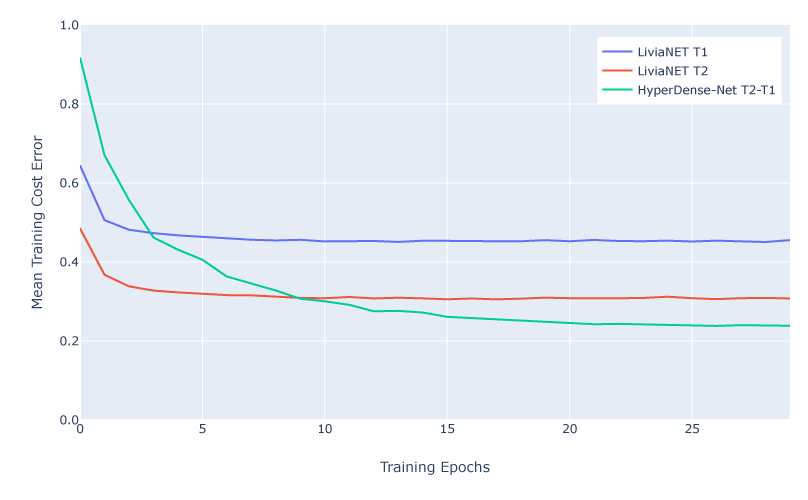 1.0
0.8
0.6
0.4
0.2
0.0
Mean Training Cost Error
LiviaNET T1
LiviaNET T2
HyperDense-Net T2-T1
0 5 10 15 20 25
Training Epochs